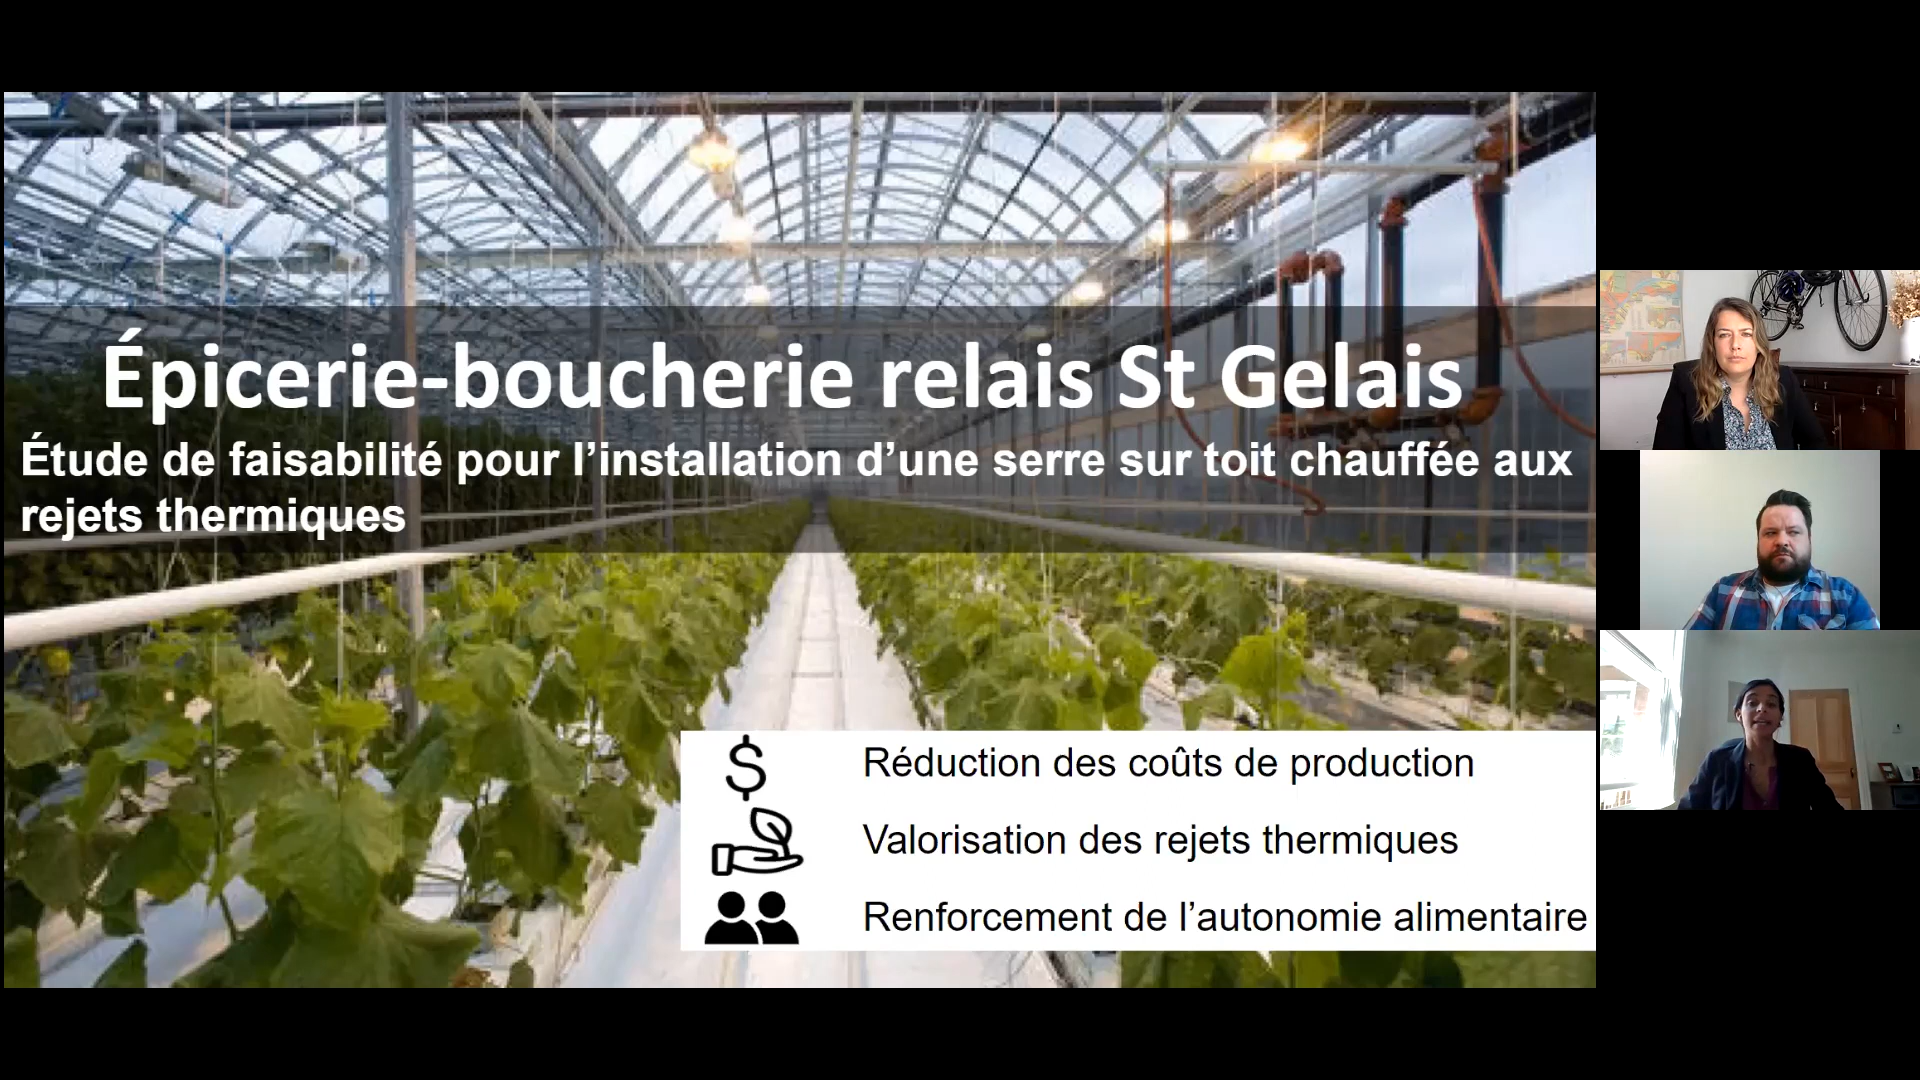 Épicerie-boucherie relais St Gelais
Étude de faisabilité pour l’installation d’une serre sur toit chauffée aux
rejets thermiques
$
Réduction des coûts de production
Valorisation des rejets thermiques
Renforcement de l’autonomie alimentaire